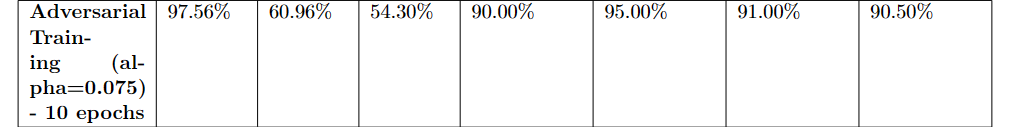 Adversarial 97.56% 60.96% 54.30% 90.00% 95.00% 91.00% 90.50%
Train-
ing (al-
pha=0.075)
- 10 epochs